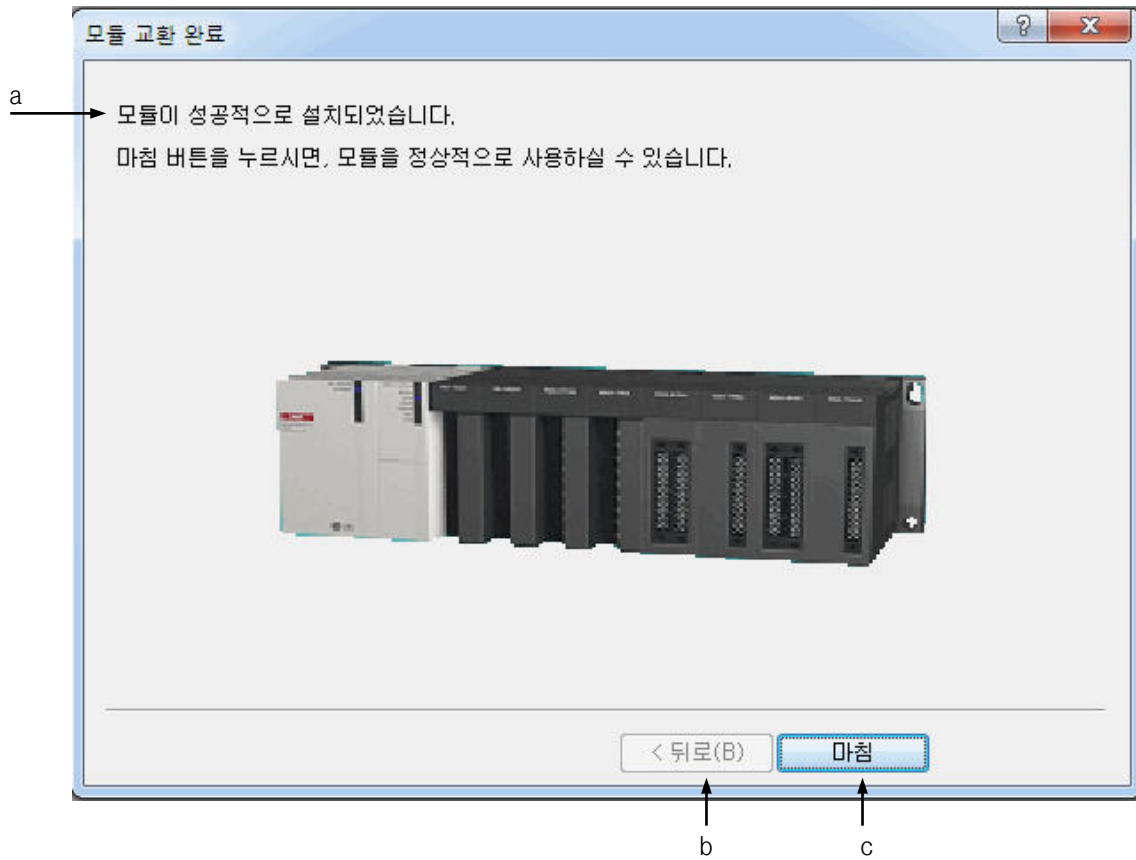 모듈 교환 완료
a
모듈이 성공적으로 설치되었습니다.
마침 버튼을 누르시면, 모듈을 정상적으로 사용하실 수 있습니다.
< 뒤로(B)
마침
b
c